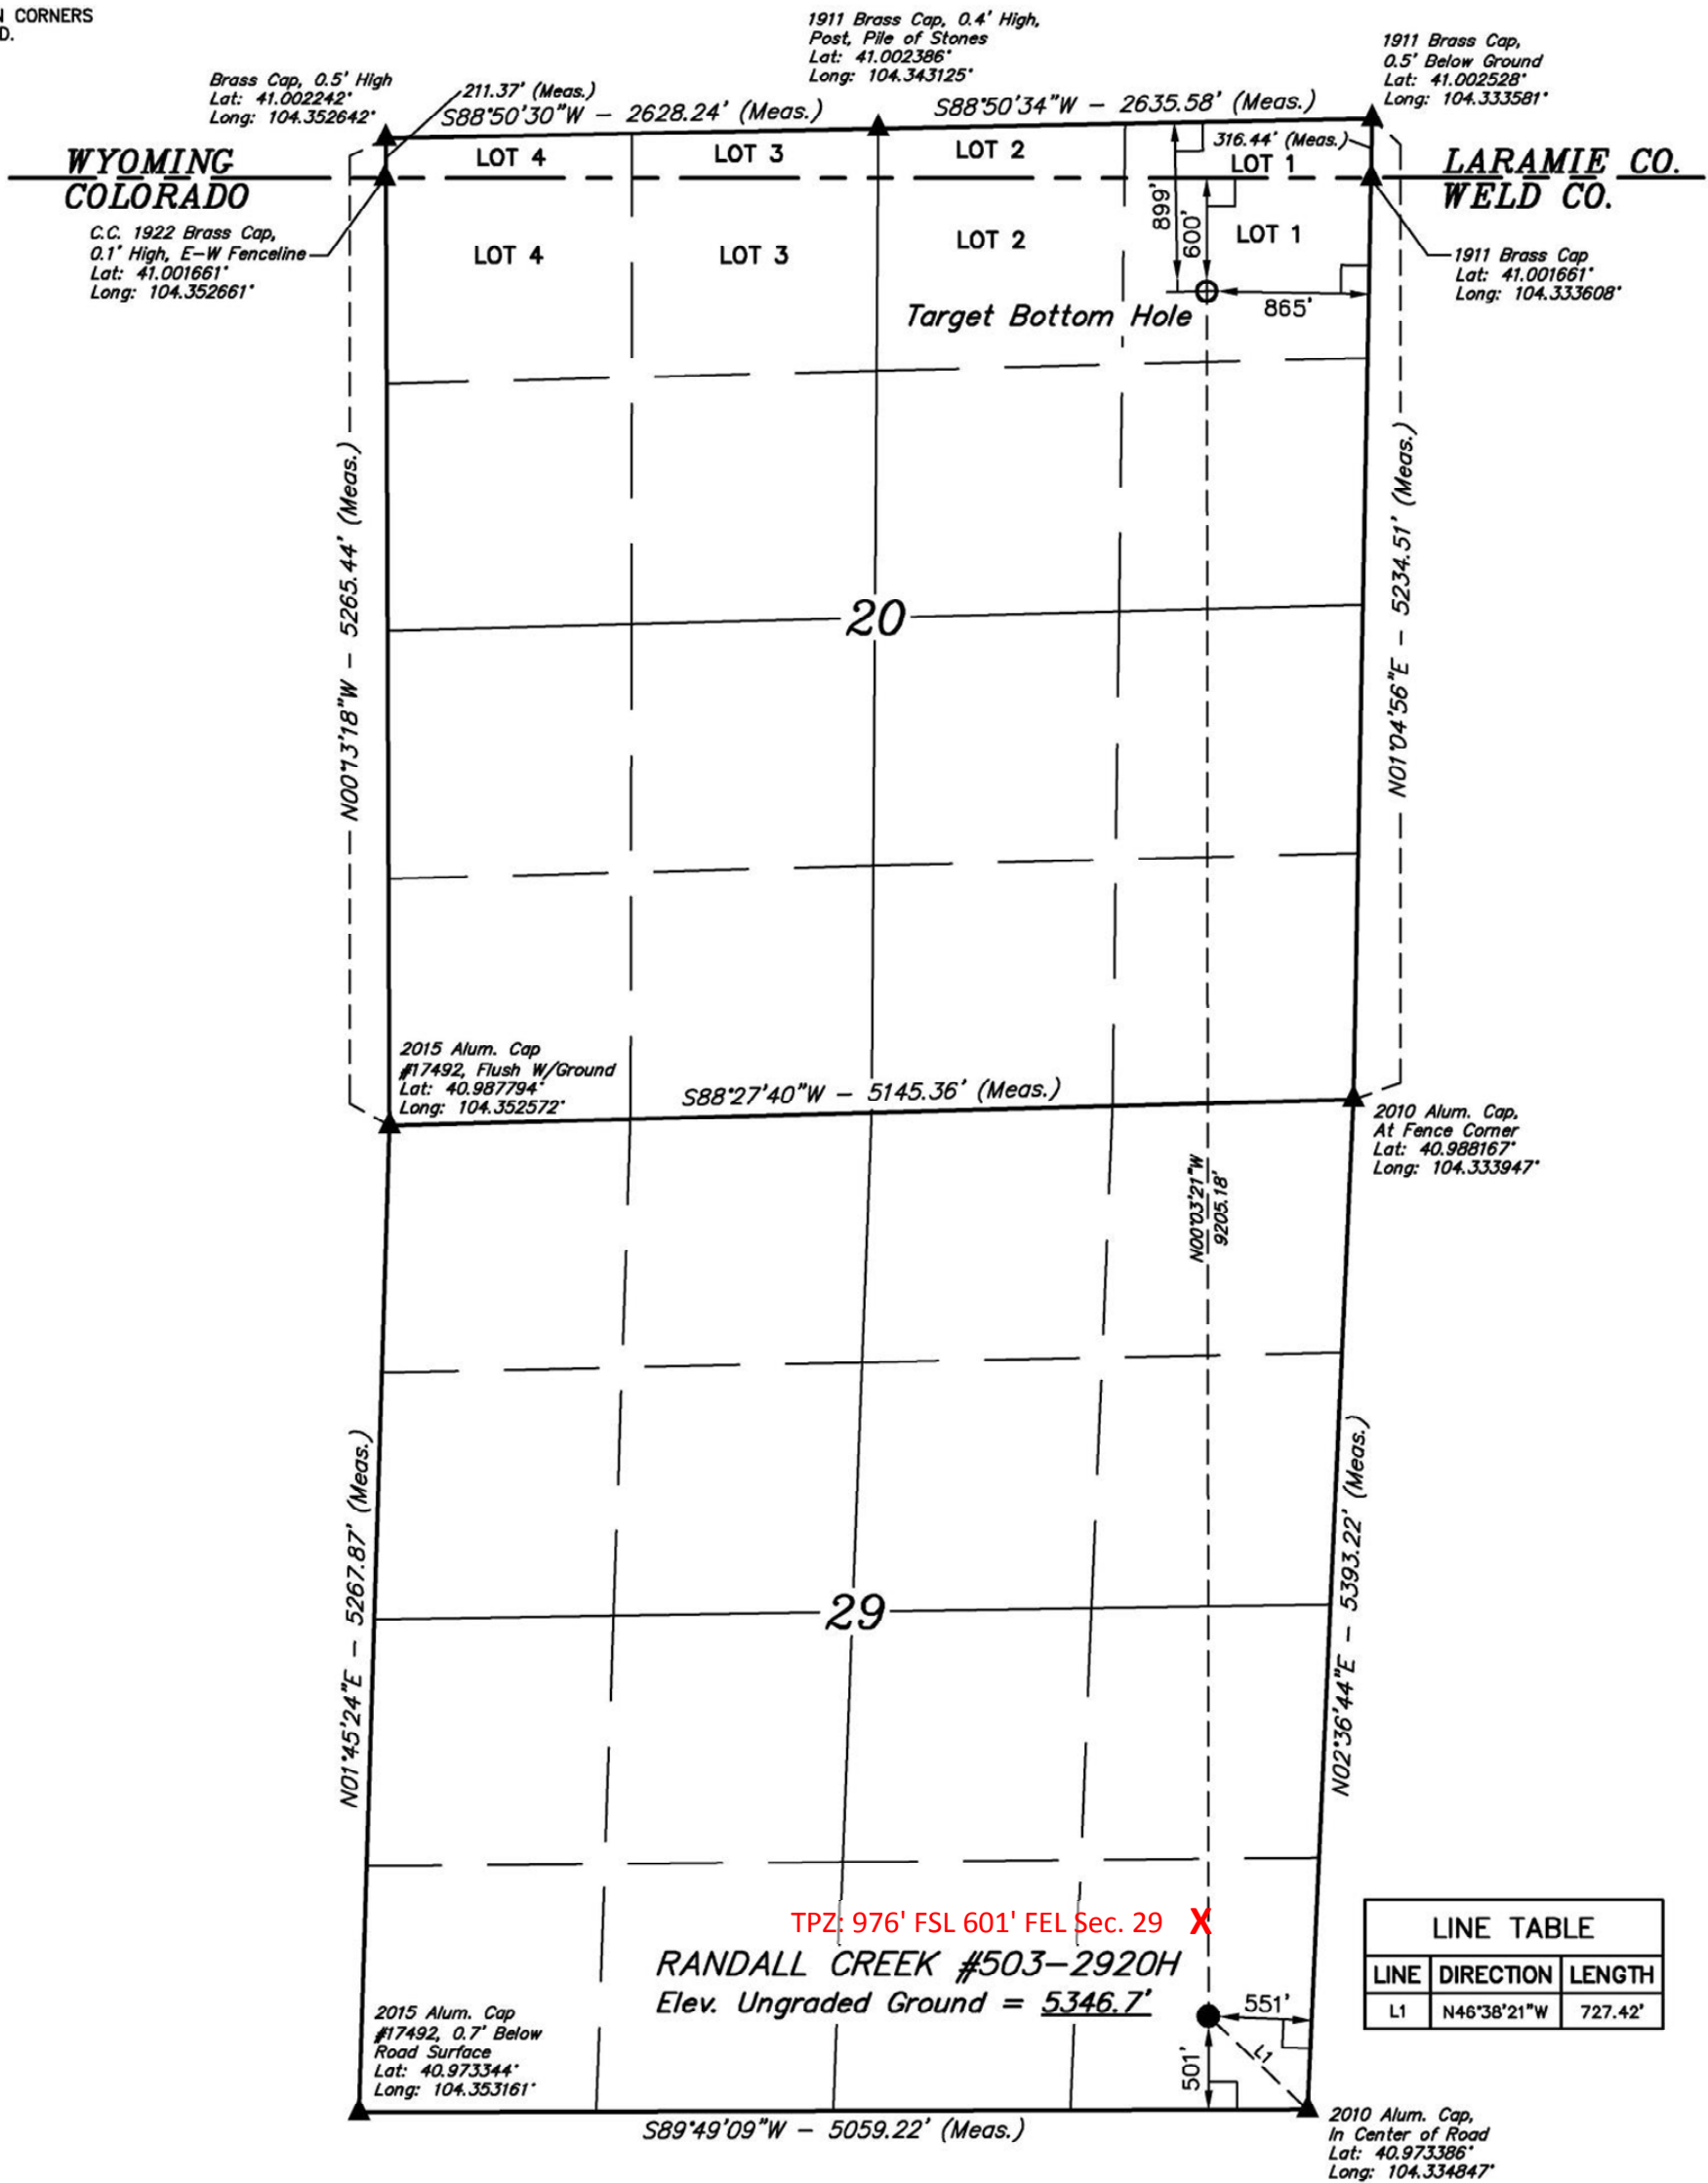 CORNERS
D.
1911 Brass Cap, 0.4' High,
Post, Pile of Stones
Lat: 41.002386°
Long: 104.343125°
1911 Brass Cap,
0.5' Below Ground
Lat: 41.002528°
Long: 104.333581°
Brass Cap, 0.5' High
Lat: 41.002242°
Long: 104.352642°
211.37' (Meas.)
S88°50'30"W – 2628.24' (Meas.)
S88°50'34"W – 2635.58' (Meas.)
LOT 4
LOT 3
LOT 2
316.44' (Meas.)
LOT 1
WYOMING
COLORADO
LARAMIE CO.
WELD CO.
C.C. 1922 Brass Cap,
0.1' High, E-W Fenceline
Lat: 41.001661°
Long: 104.352661°
LOT 4
LOT 3
LOT 2
899'
600'
LOT 1
1911 Brass Cap
Lat: 41.001661°
Long: 104.333608°
865'
Target Bottom Hole
N00°13'18"W – 5265.44' (Meas.)
N01°04'56"E – 5234.51' (Meas.)
20
2015 Alum. Cap
#17492, Flush W/Ground
Lat: 40.987794°
Long: 104.352572°
S88°27'40"W – 5145.36' (Meas.)
2010 Alum. Cap,
At Fence Corner
Lat: 40.988167°
Long: 104.333947°
N00°03'21"W
9205.18'
N01°45'24"E – 5267.87' (Meas.)
N02°36'44"E – 5393.22' (Meas.)
29
TPZ: 976' FSL 601' FEL Sec. 29 X
RANDALL CREEK #503-2920H
Elev. Ungraded Ground = 5346.7'
LINE TABLE
LINE DIRECTION LENGTH
L1 N46°38'21"W 727.42'
2015 Alum. Cap
#17492, 0.7' Below
Road Surface
Lat: 40.973344°
Long: 104.353161°
551'
501'
L1
S89°49'09"W – 5059.22' (Meas.)
2010 Alum. Cap,
In Center of Road
Lat: 40.973386°
Long: 104.334847°